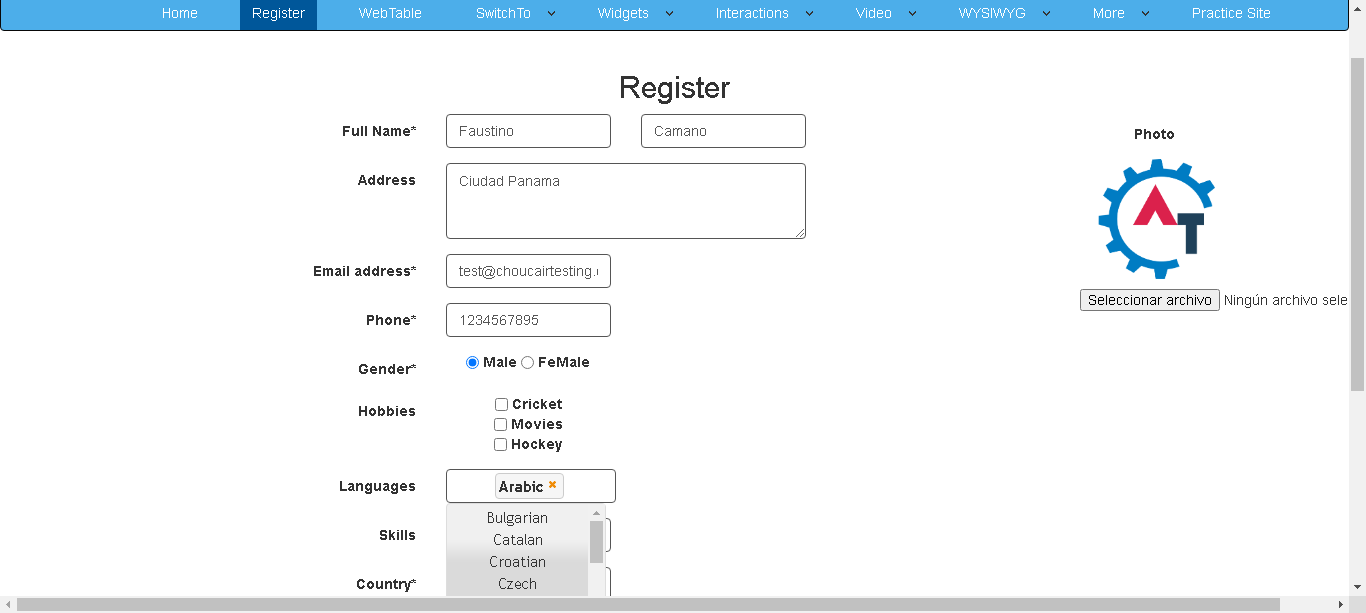 Home Register WebTable SwitchTo Widgets Interactions Video WYSIWYG More Practice Site
Register
Full Name* Faustino Camano
Photo
Address Ciudad Panama
AT
Email address* test@choucairtesting.
Seleccionar archivo Ningún archivo sele
Phone* 1234567895
Gender* Male FeMale
Hobbies Cricket
Movies
Hockey
Languages Arabic
Bulgarian
Skills Catalan
Croatian
Country* Czech